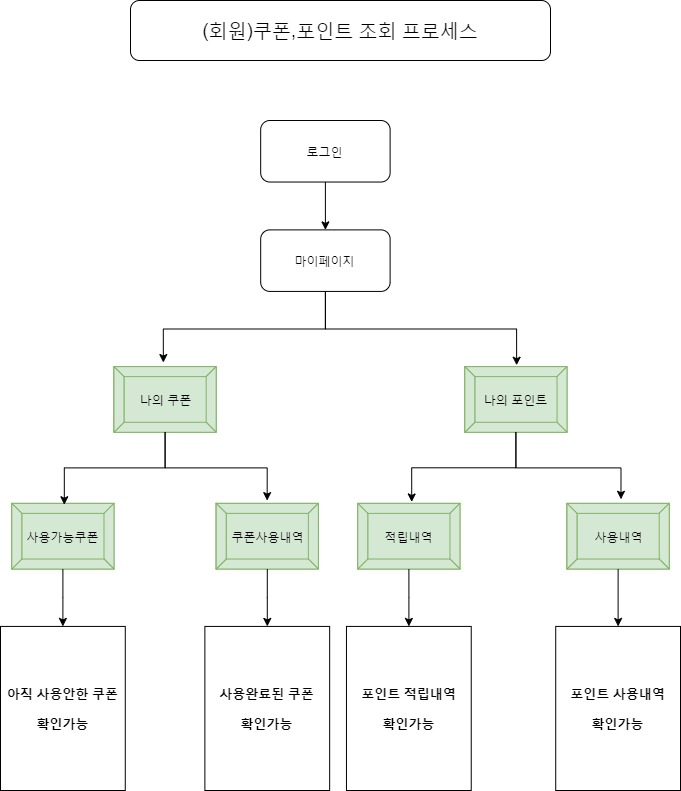 (회원)쿠폰,포인트 조회 프로세스
로그인
마이페이지
나의 쿠폰
나의 포인트
사용가능쿠폰
쿠폰사용내역
적립내역
사용내역
아직 사용안한 쿠폰
확인가능
사용완료된 쿠폰
확인가능
포인트 적립내역
확인가능
포인트 사용내역
확인가능